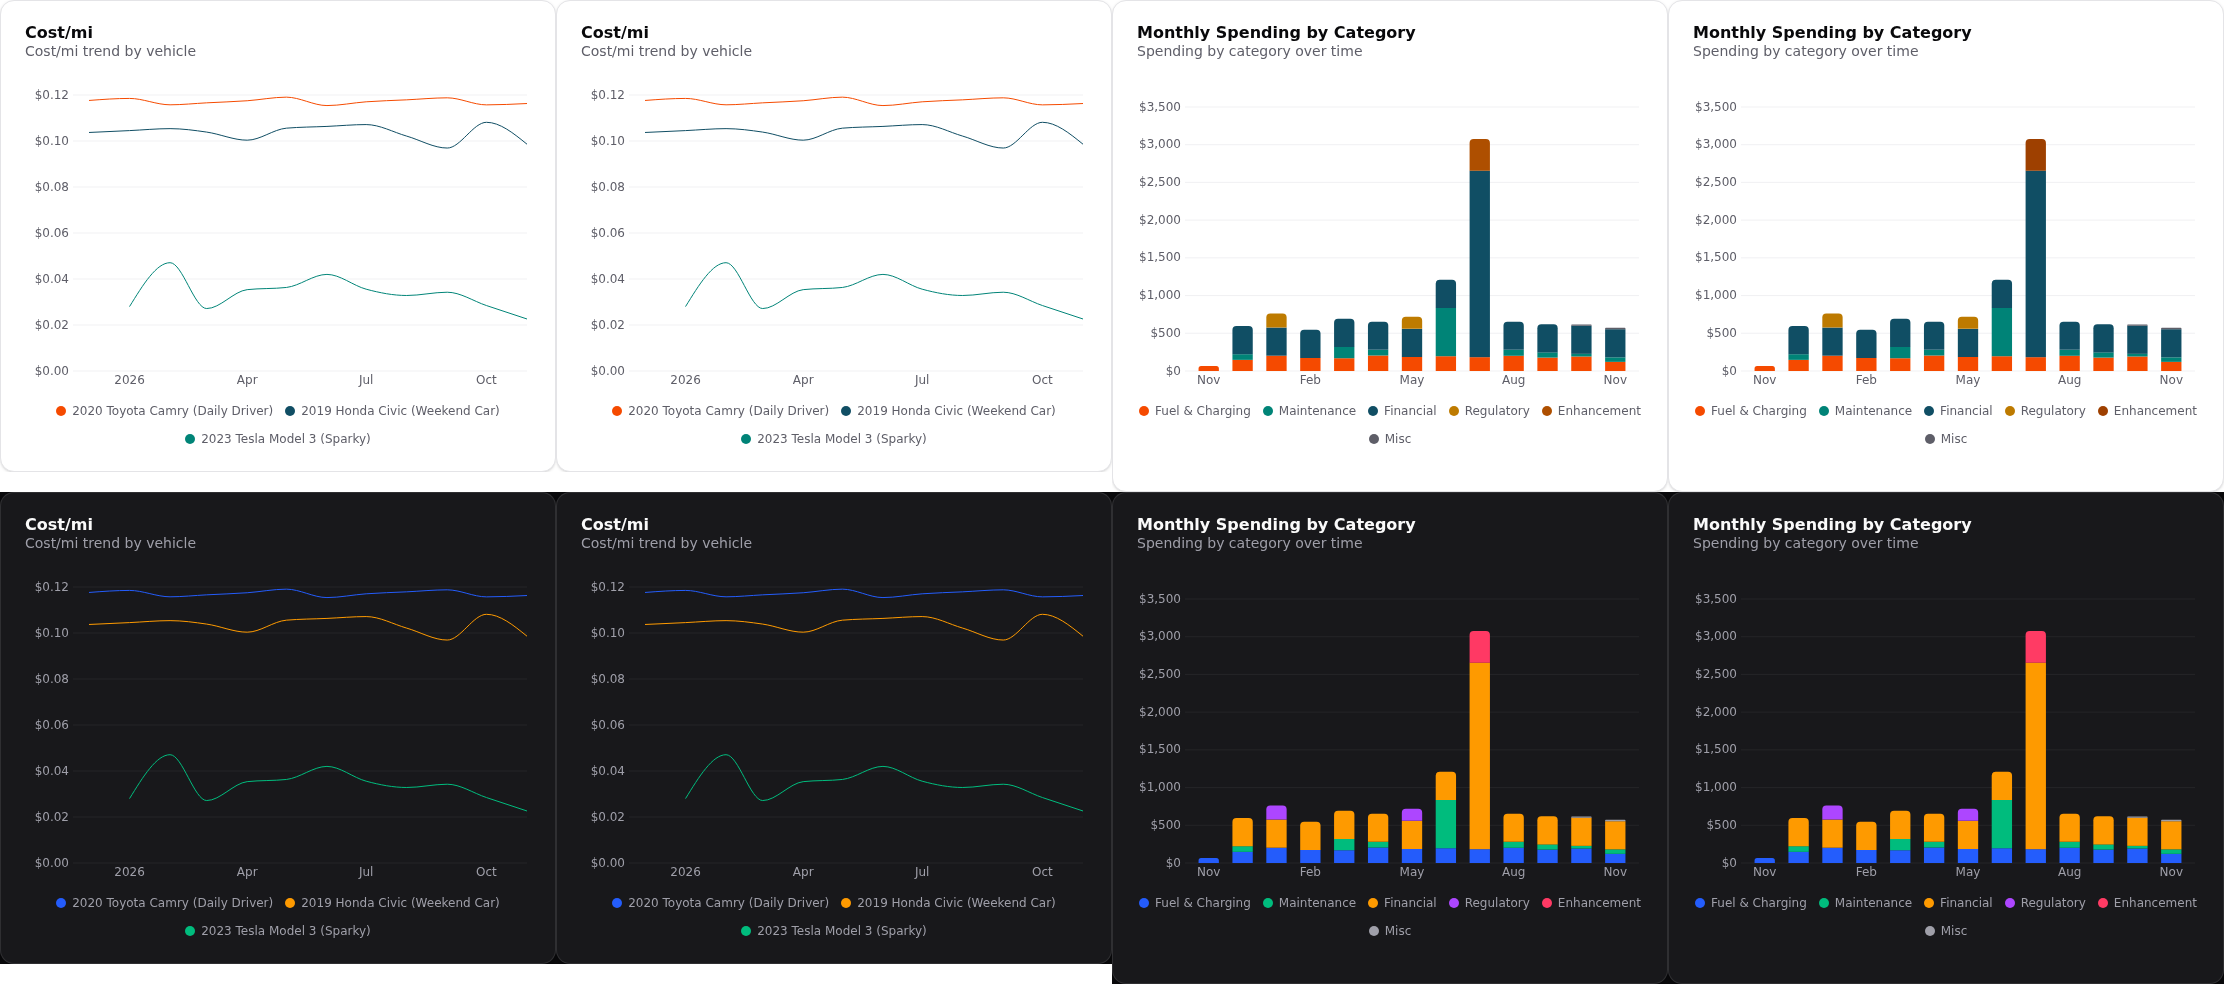 Cost/mi
Cost/mi trend by vehicle
$0.12
$0.10
$0.08
$0.06
$0.04
$0.02
$0.00
2026 Apr Jul Oct
2020 Toyota Camry (Daily Driver) 2019 Honda Civic (Weekend Car)
2023 Tesla Model 3 (Sparky)
Cost/mi
Cost/mi trend by vehicle
$0.12
$0.10
$0.08
$0.06
$0.04
$0.02
$0.00
2026 Apr Jul Oct
2020 Toyota Camry (Daily Driver) 2019 Honda Civic (Weekend Car)
2023 Tesla Model 3 (Sparky)
Monthly Spending by Category
Spending by category over time
$3,500
$3,000
$2,500
$2,000
$1,500
$1,000
$500
$0
Nov Feb May Aug Nov
Fuel & Charging Maintenance Financial Regulatory Enhancement
Misc
Monthly Spending by Category
Spending by category over time
$3,500
$3,000
$2,500
$2,000
$1,500
$1,000
$500
$0
Nov Feb May Aug Nov
Fuel & Charging Maintenance Financial Regulatory Enhancement
Misc
Cost/mi
Cost/mi trend by vehicle
$0.12
$0.10
$0.08
$0.06
$0.04
$0.02
$0.00
2026 Apr Jul Oct
2020 Toyota Camry (Daily Driver) 2019 Honda Civic (Weekend Car)
2023 Tesla Model 3 (Sparky)
Cost/mi
Cost/mi trend by vehicle
$0.12
$0.10
$0.08
$0.06
$0.04
$0.02
$0.00
2026 Apr Jul Oct
2020 Toyota Camry (Daily Driver) 2019 Honda Civic (Weekend Car)
2023 Tesla Model 3 (Sparky)
Monthly Spending by Category
Spending by category over time
$3,500
$3,000
$2,500
$2,000
$1,500
$1,000
$500
$0
Nov Feb May Aug Nov
Fuel & Charging Maintenance Financial Regulatory Enhancement
Misc
Monthly Spending by Category
Spending by category over time
$3,500
$3,000
$2,500
$2,000
$1,500
$1,000
$500
$0
Nov Feb May Aug Nov
Fuel & Charging Maintenance Financial Regulatory Enhancement
Misc